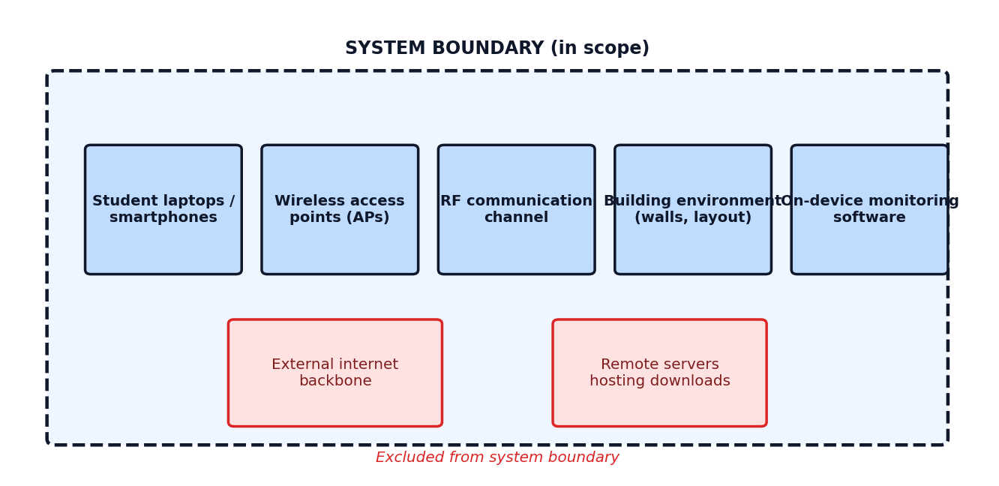 SYSTEM BOUNDARY (in scope)
Student laptops /
smartphones
Wireless access
points (APs)
RF communication
channel
Building environment
(walls, layout)
On-device monitoring
software
External internet
backbone
Remote servers
hosting downloads
Excluded from system boundary